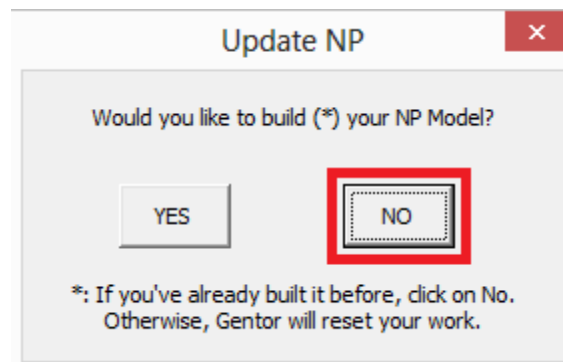 Update NP
Would you like to build (*) your NP Model?
YES
NO
*: If you've already built it before, click on No.
Otherwise, Gentor will reset your work.